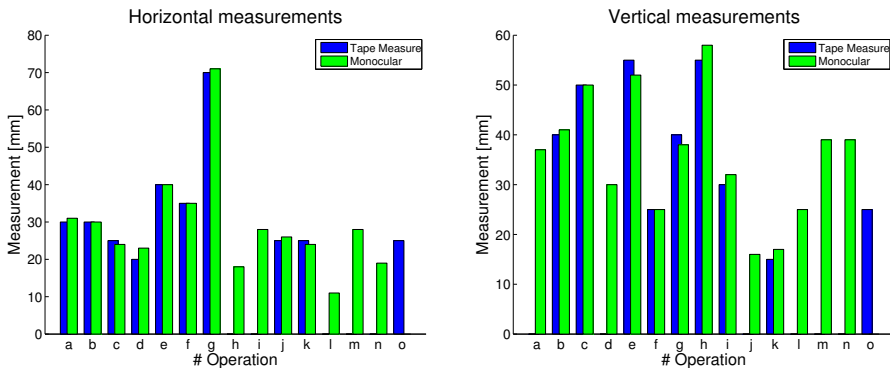 Horizontal measurements
80
70
60
50
40
30
20
10
0
Measurement [mm]
Tape Measure
Monocular
a b c d e f g h i j k l m n o
# Operation
Vertical measurements
60
50
40
30
20
10
0
Measurement [mm]
Tape Measure
Monocular
a b c d e f g h i j k l m n o
# Operation